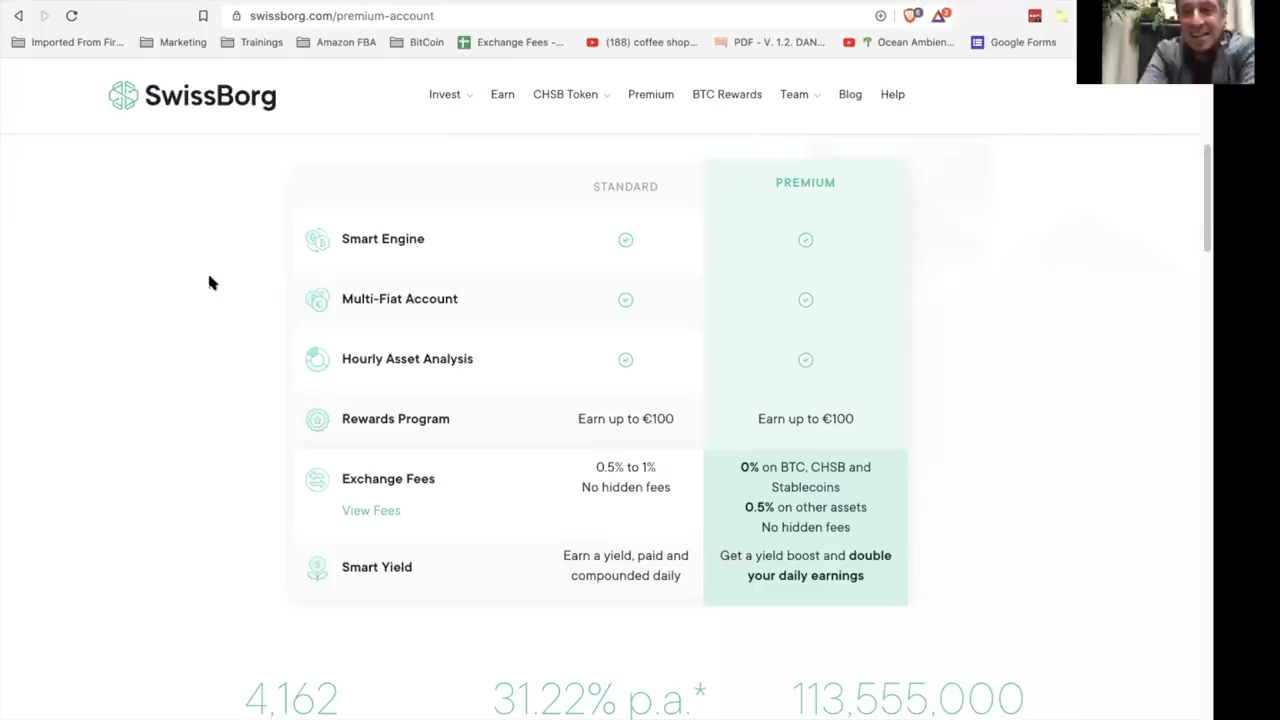 swissborg.com/premium-account
Imported From Fir... Marketing Trainings Amazon FBA BitCoin Exchange Fees -... (188) coffee shop... PDF - V. 1.2. DAN... Ocean Ambien... Google Forms
SwissBorg
Invest Earn CHSB Token Premium BTC Rewards Team Blog Help
STANDARD PREMIUM
Smart Engine
Multi-Fiat Account
Hourly Asset Analysis
Rewards Program Earn up to €100 Earn up to €100
Exchange Fees
View Fees
0.5% to 1%
No hidden fees
0% on BTC, CHSB and
Stablecoins
0.5% on other assets
No hidden fees
Smart Yield
Earn a yield, paid and
compounded daily
Get a yield boost and double
your daily earnings
4,162 31.22% p.a.* 113,555,000